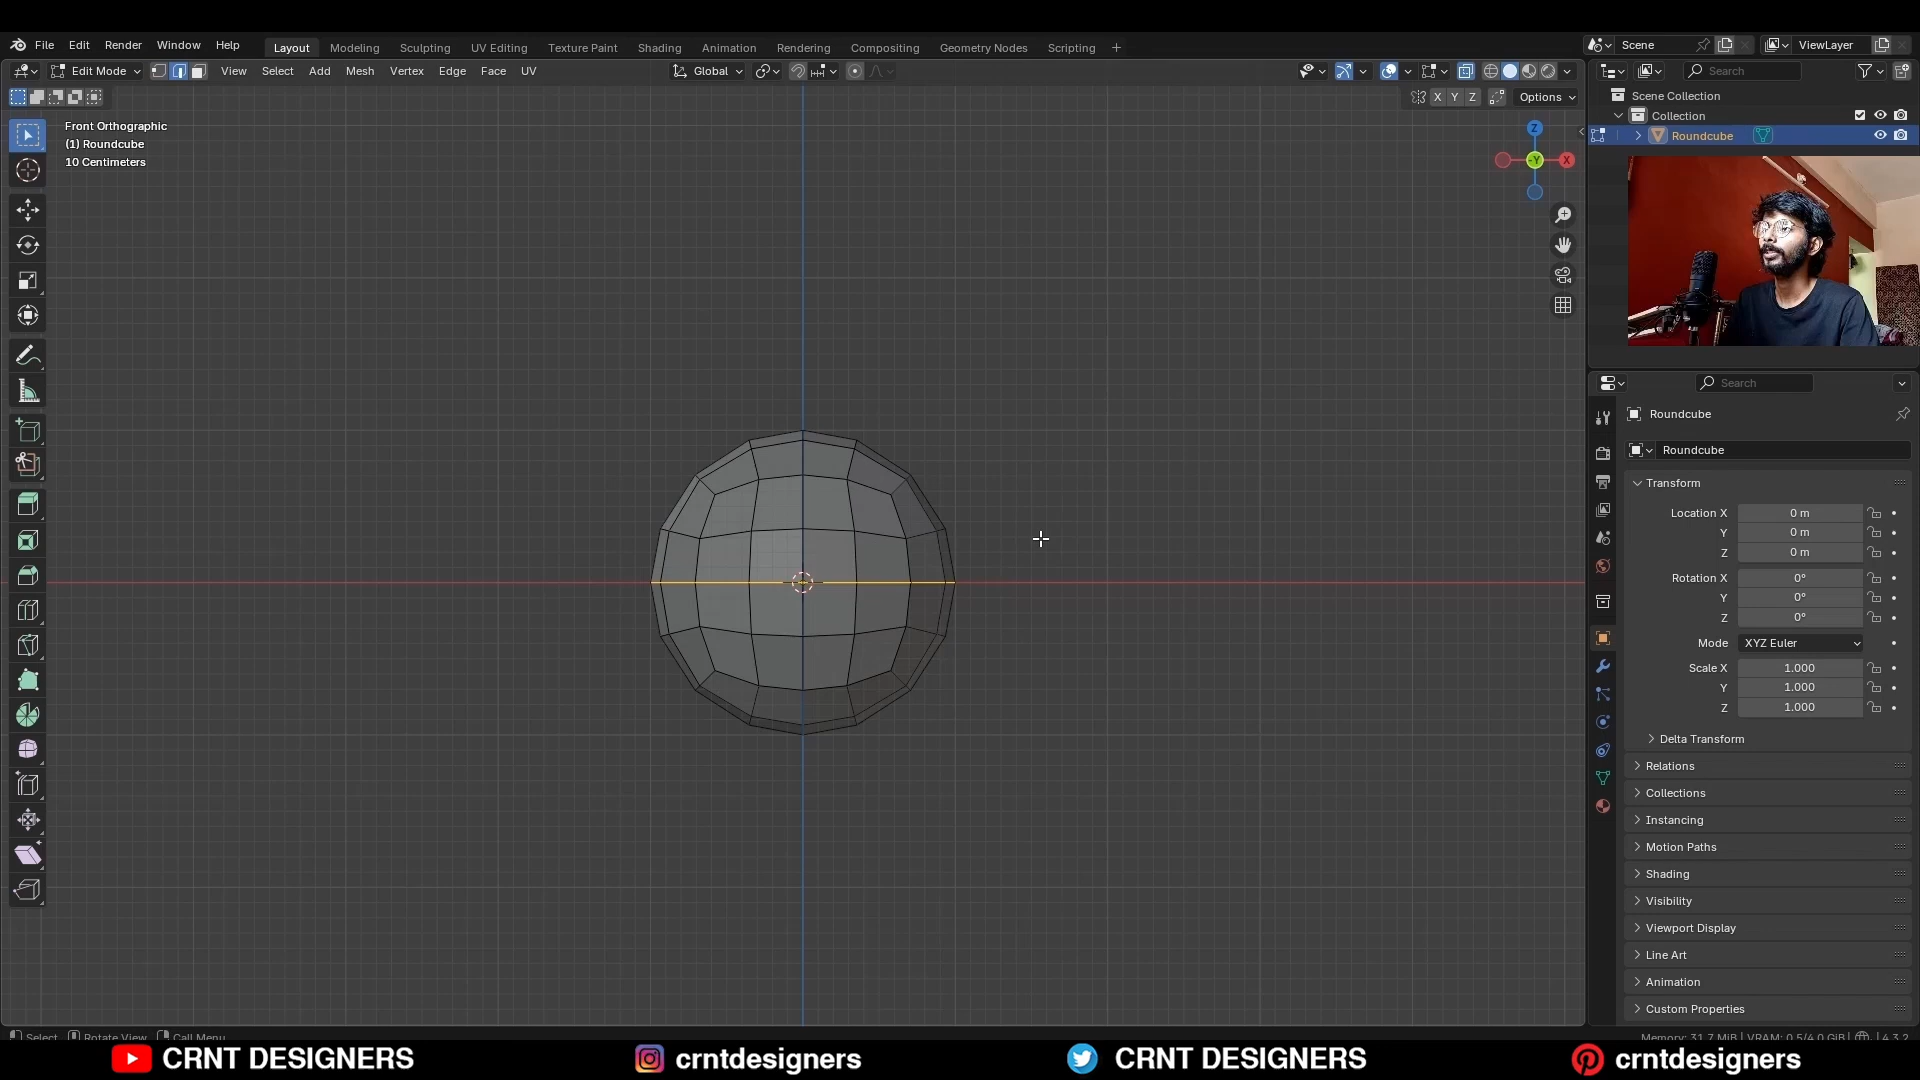 File Edit Render Window Help
Layout Modeling Sculpting UV Editing Texture Paint Shading Animation Rendering Compositing Geometry Nodes Scripting
Scene
ViewLayer
Edit Mode
View Select Add Mesh Vertex Edge Face UV
Global
Search
X Y Z
Options
Scene Collection
Collection
Roundcube
Front Orthographic
(1) Roundcube
10 Centimeters
Z
-Y
X
Search
Roundcube
Roundcube
Transform
Location X 0 m
Y 0 m
Z 0 m
Rotation X 0°
Y 0°
Z 0°
Mode XYZ Euler
Scale X 1.000
Y 1.000
Z 1.000
Delta Transform
Relations
Collections
Instancing
Motion Paths
Shading
Visibility
Viewport Display
Line Art
Animation
Custom Properties
Select Rotate View Call Menu
Memory: 31.7 MiB | VRAM: 0.5/4.0 GiB | 4.3.2
CRNT DESIGNERS crntdesigners CRNT DESIGNERS crntdesigners